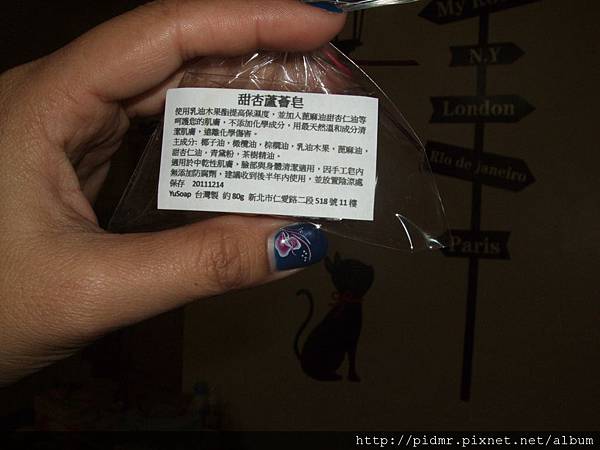 甜杏蘆薈皂
使用乳油木果酯提高保濕度，並加入蓖麻油甜杏仁油等
呵護您的肌膚，不添加化學成分，用最天然溫和成分清
潔肌膚，遠離化學傷害。
主成分: 椰子油，橄欖油，棕櫚油，乳油木果、蓖麻油，
甜杏仁油，青黛粉，茶樹精油。
適用於中乾性肌膚，臉部與身體清潔適用，因手工皂內
無添加防腐劑，建議收到後半年內使用，並放置陰涼處
保存 20111214
YuSoap 台灣製 約 80g 新北市仁愛路二段 518 號 11 樓
My Ro
N.Y
London
Rio de janeiro
Paris
http://pidmr.pixnet.net/album